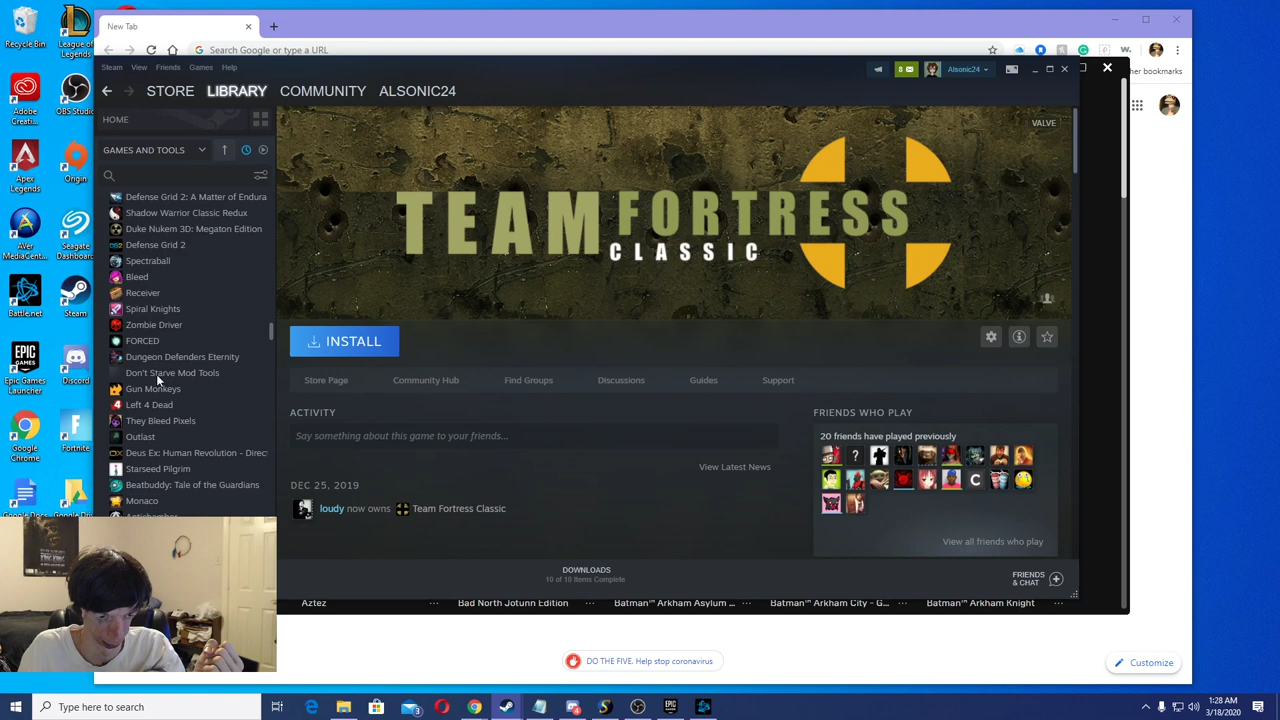 Recycle Bin
League of Legends
Adobe Creati...
OBS Studio
Apex Legends
Origin
AVer MediaCent...
Seagate Dashboard
Battle.net
Steam
Epic Games Launcher
Discord
Google Chrome
Fortnite
New Tab
Search Google or type a URL
her bookmarks
Steam View Friends Games Help
8
Alsonic24
STORE LIBRARY COMMUNITY ALSONIC24
HOME
GAMES AND TOOLS
Defense Grid 2: A Matter of Endura
Shadow Warrior Classic Redux
Duke Nukem 3D: Megaton Edition
Defense Grid 2
Spectraball
Bleed
Receiver
Spiral Knights
Zombie Driver
FORCED
Dungeon Defenders Eternity
Don't Starve Mod Tools
Gun Monkeys
Left 4 Dead
They Bleed Pixels
Outlast
Deus Ex: Human Revolution - Direc
Starseed Pilgrim
Beatbuddy: Tale of the Guardians
Monaco
VALVE
TEAM FORTRESS
CLASSIC
INSTALL
Store Page Community Hub Find Groups Discussions Guides Support
ACTIVITY
Say something about this game to your friends...
View Latest News
DEC 25, 2019
loudy now owns Team Fortress Classic
FRIENDS WHO PLAY
20 friends have played previously
View all friends who play
DOWNLOADS
10 of 10 Items Complete
FRIENDS & CHAT
Aztez
Bad North Jotunn Edition
Batman™ Arkham Asylum ...
Batman™ Arkham City - G...
Batman™ Arkham Knight
DO THE FIVE. Help stop coronavirus
Customize
Type here to search
3
1:28 AM
3/18/2020